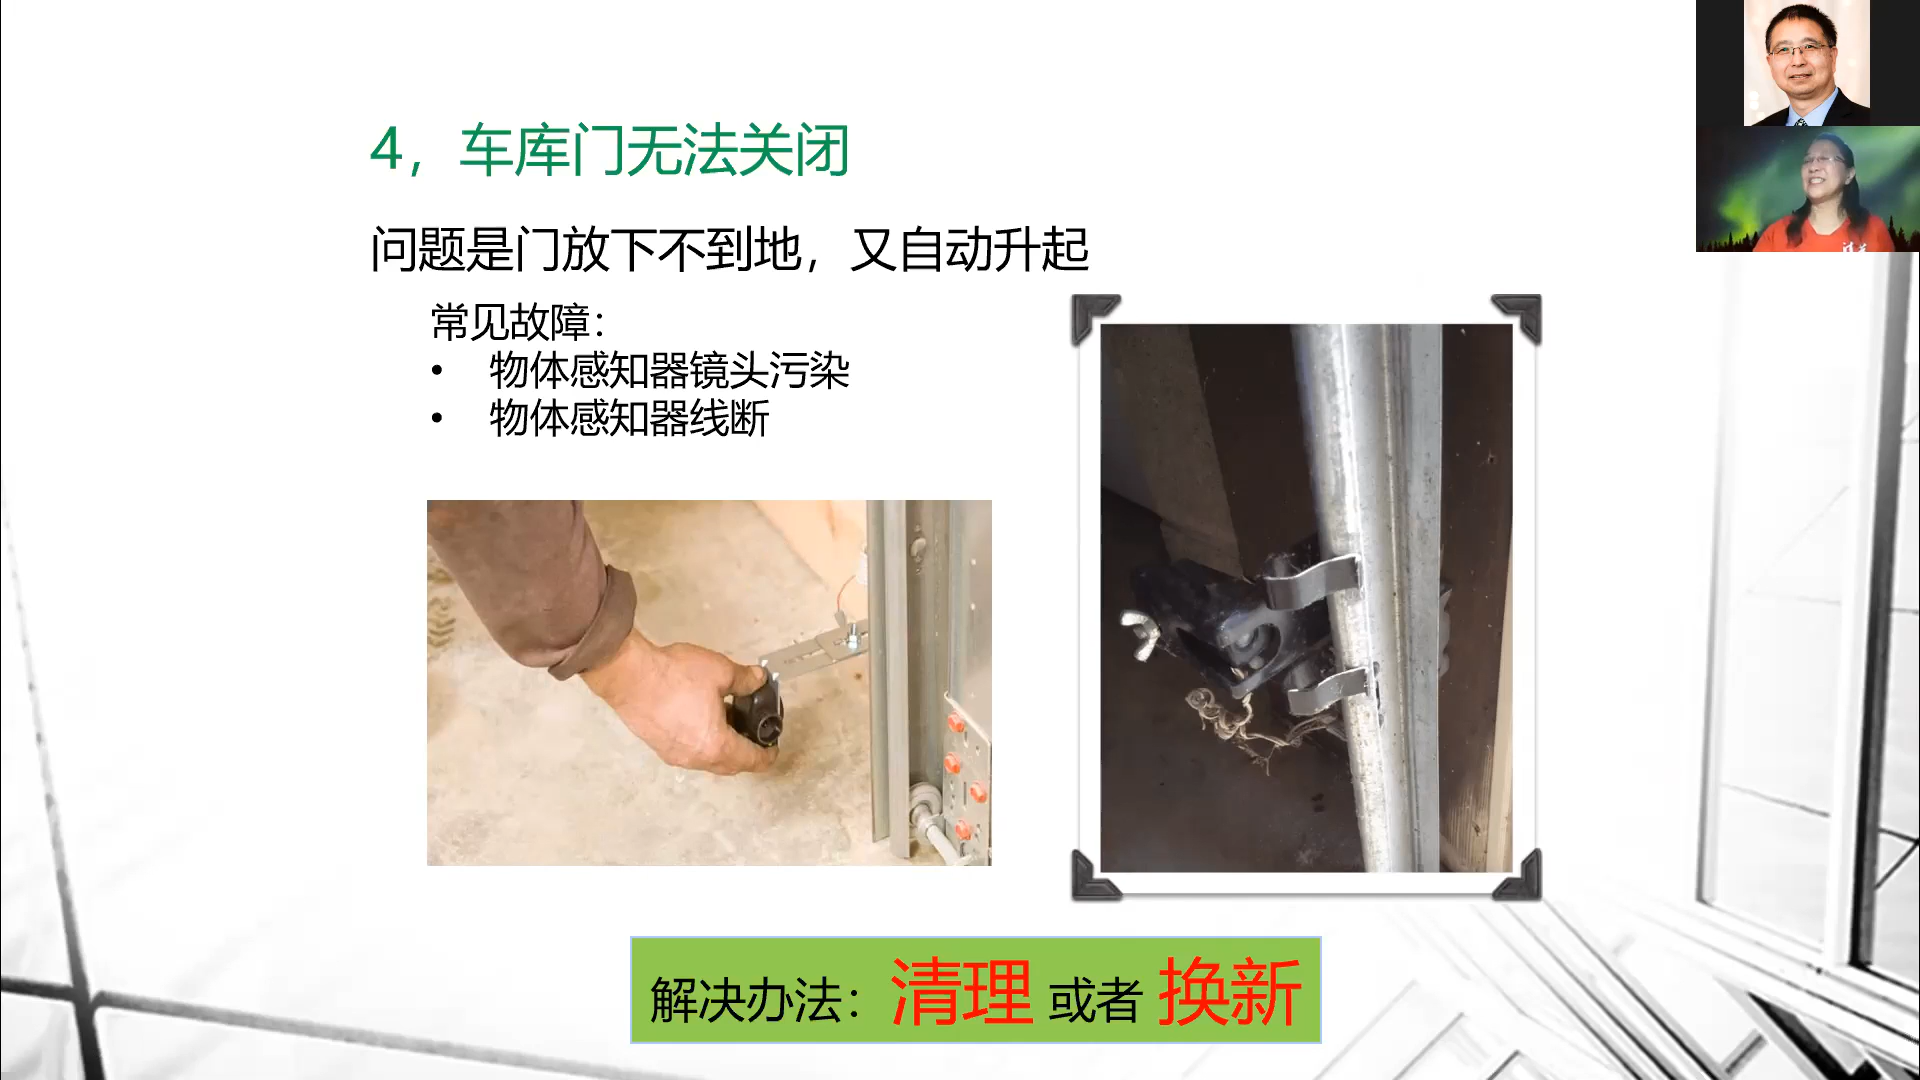 4，车库门无法关闭
问题是门放下不到地，又自动升起
常见故障：
• 物体感知器镜头污染
• 物体感知器线断
解决办法：清理 或者 换新